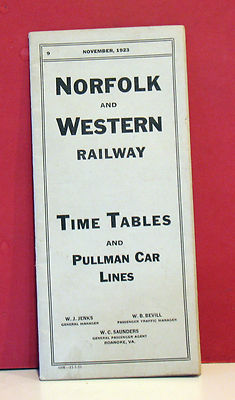 9 NOVEMBER, 1923
NORFOLK
AND
WESTERN
RAILWAY
TIME TABLES
AND
PULLMAN CAR
LINES
W. J. JENKS W. B. BEVILL
GENERAL MANAGER PASSENGER TRAFFIC MANAGER
W. C. SAUNDERS
GENERAL PASSENGER AGENT
ROANOKE, VA.